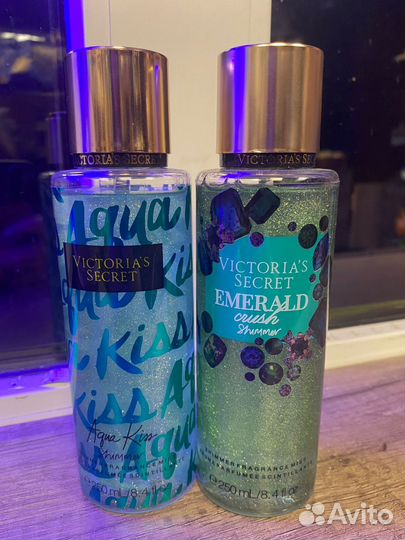 VICTORIA'S SECRET
Aqua Kiss
VICTORIA'S
SECRET
Kiss
kiss
Aqua Kiss
Shimmer
250 mL/8.4 fl oz
VICTORIA'S SECRET
VICTORIA'S
SECRET
EMERALD
crush
Shimmer
SHIMMER FRAGRANCE MIST
250 mL/8.4 fl oz
Avito